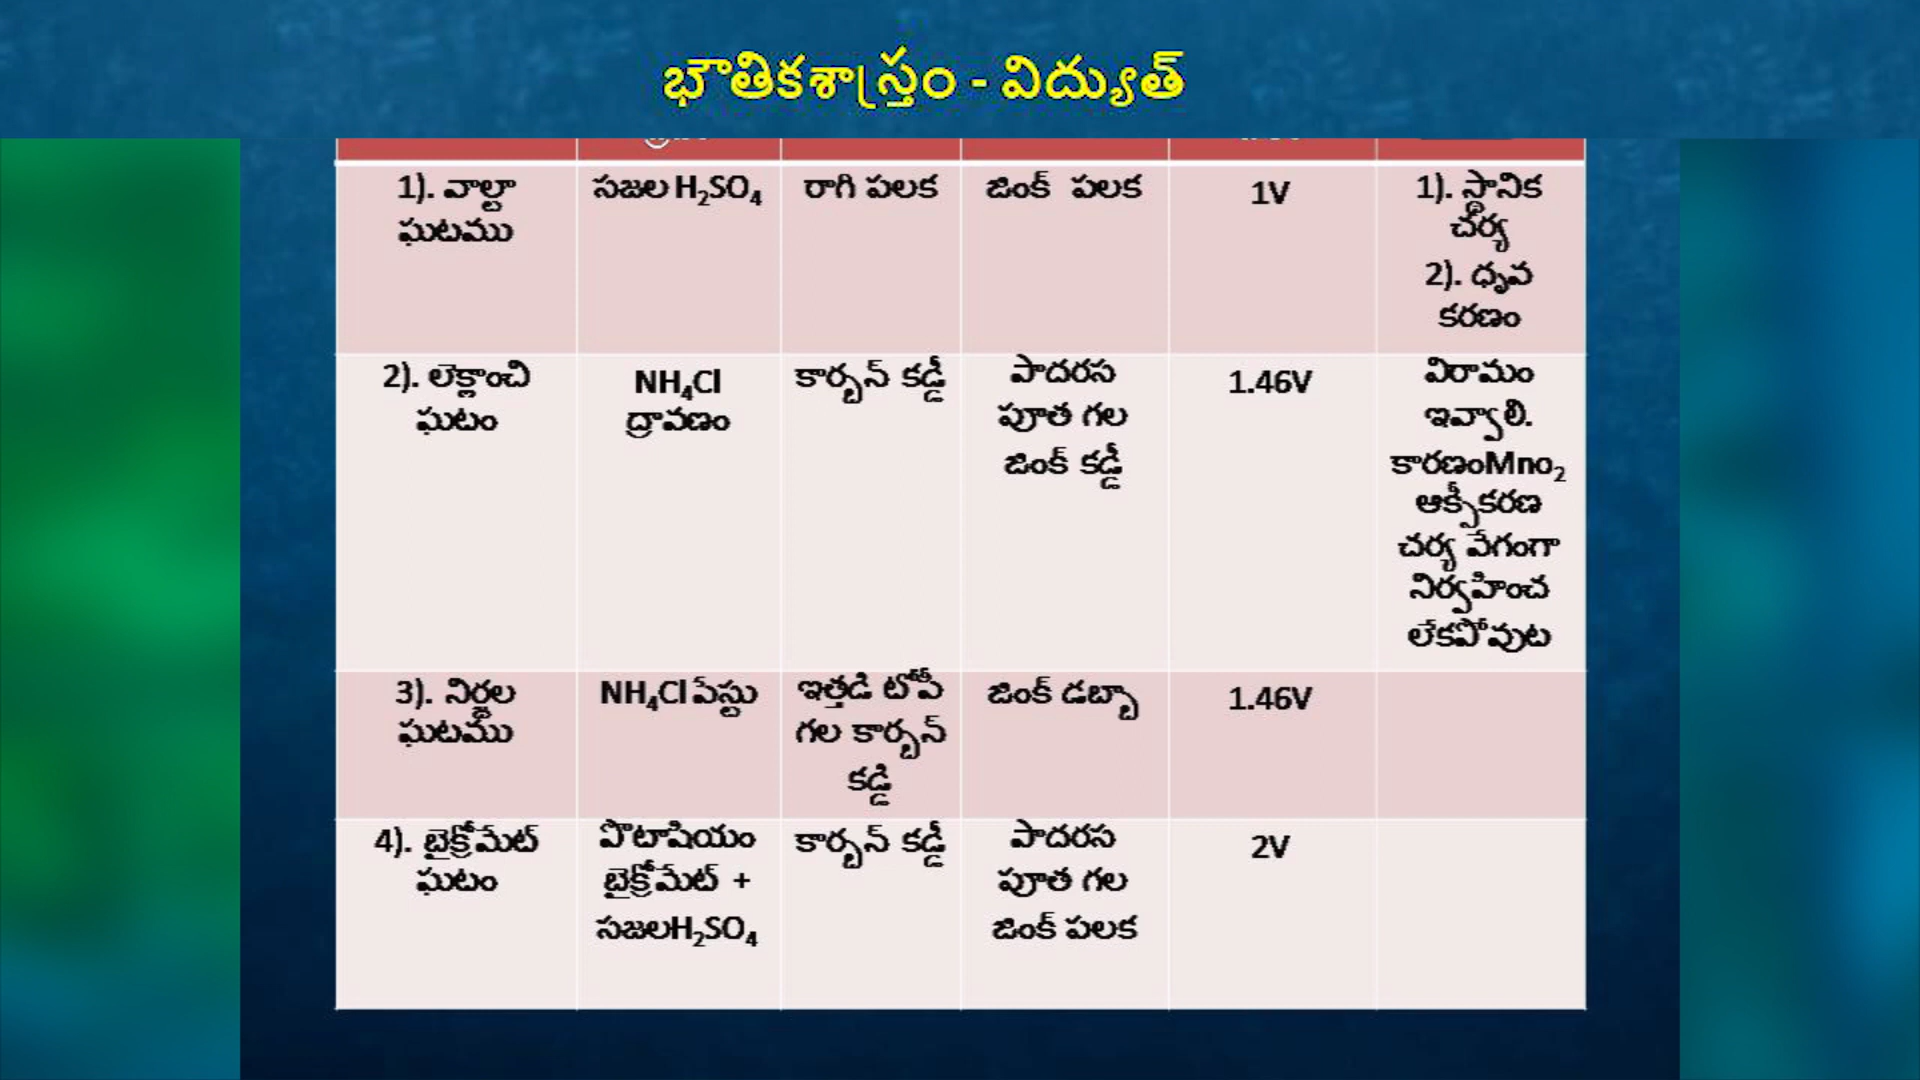 భౌతికశాస్త్రం - విద్యుత్
1). వాల్టా
ఘటము
సజల H₂SO₄
రాగి పలక
జింక్ పలక
1V
1). స్థానిక
చర్య
2). ధృవ
కరణం
2). లెక్లాంచి
ఘటం
NH₄Cl
ద్రావణం
కార్బన్ కడ్డీ
పాదరస
పూత గల
జింక్ కడ్డీ
1.46V
విరామం
ఇవ్వాలి.
కారణంMno₂
ఆక్సీకరణ
చర్య వేగంగా
నిర్వహించ
లేకపోవుట
3). నిర్జల
ఘటము
NH₄Cl పేస్టు
ఇత్తడి టోపీ
గల కార్బన్
కడ్డి
జింక్ డబ్బా
1.46V
4). బైక్రోమేట్
ఘటం
పొటాషియం
బైక్రోమేట్ +
సజలH₂SO₄
కార్బన్ కడ్డీ
పాదరస
పూత గల
జింక్ పలక
2V